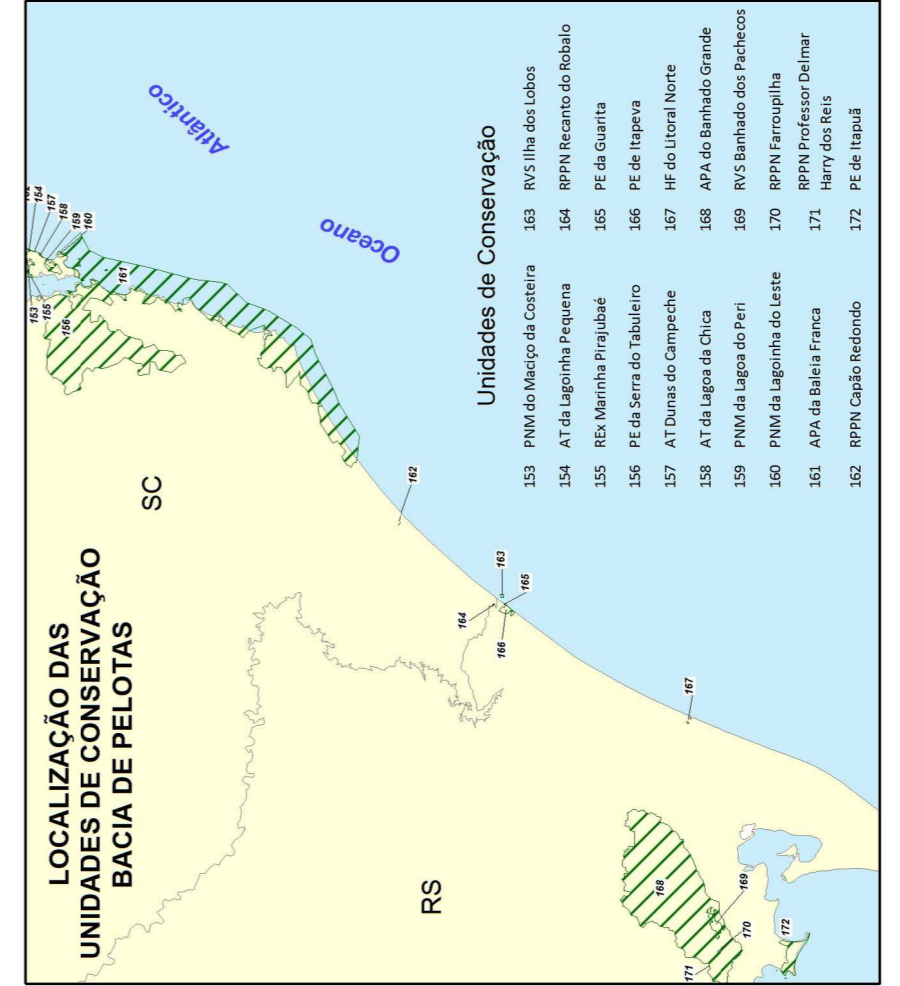 LOCALIZAÇÃO DAS
UNIDADES DE CONSERVAÇÃO
BACIA DE PELOTAS
SC
RS
Oceano
Atlântico
154
157
158
159
160
153
155
156
161
162
163
164
165
166
167
168
169
170
171
172
Unidades de Conservação
153 PNM do Maciço da Costeira
154 AT da Lagoinha Pequena
155 REx Marinha Pirajubaé
156 PE da Serra do Tabuleiro
157 AT Dunas do Campeche
158 AT da Lagoa da Chica
159 PNM da Lagoa do Peri
160 PNM da Lagoinha do Leste
161 APA da Baleia Franca
162 RPPN Capão Redondo
163 RVS Ilha dos Lobos
164 RPPN Recanto do Robalo
165 PE da Guarita
166 PE de Itapeva
167 HF do Litoral Norte
168 APA do Banhado Grande
169 RVS Banhado dos Pachecos
170 RPPN Farroupilha
171 RPPN Professor Delmar
Harry dos Reis
172 PE de Itapuã